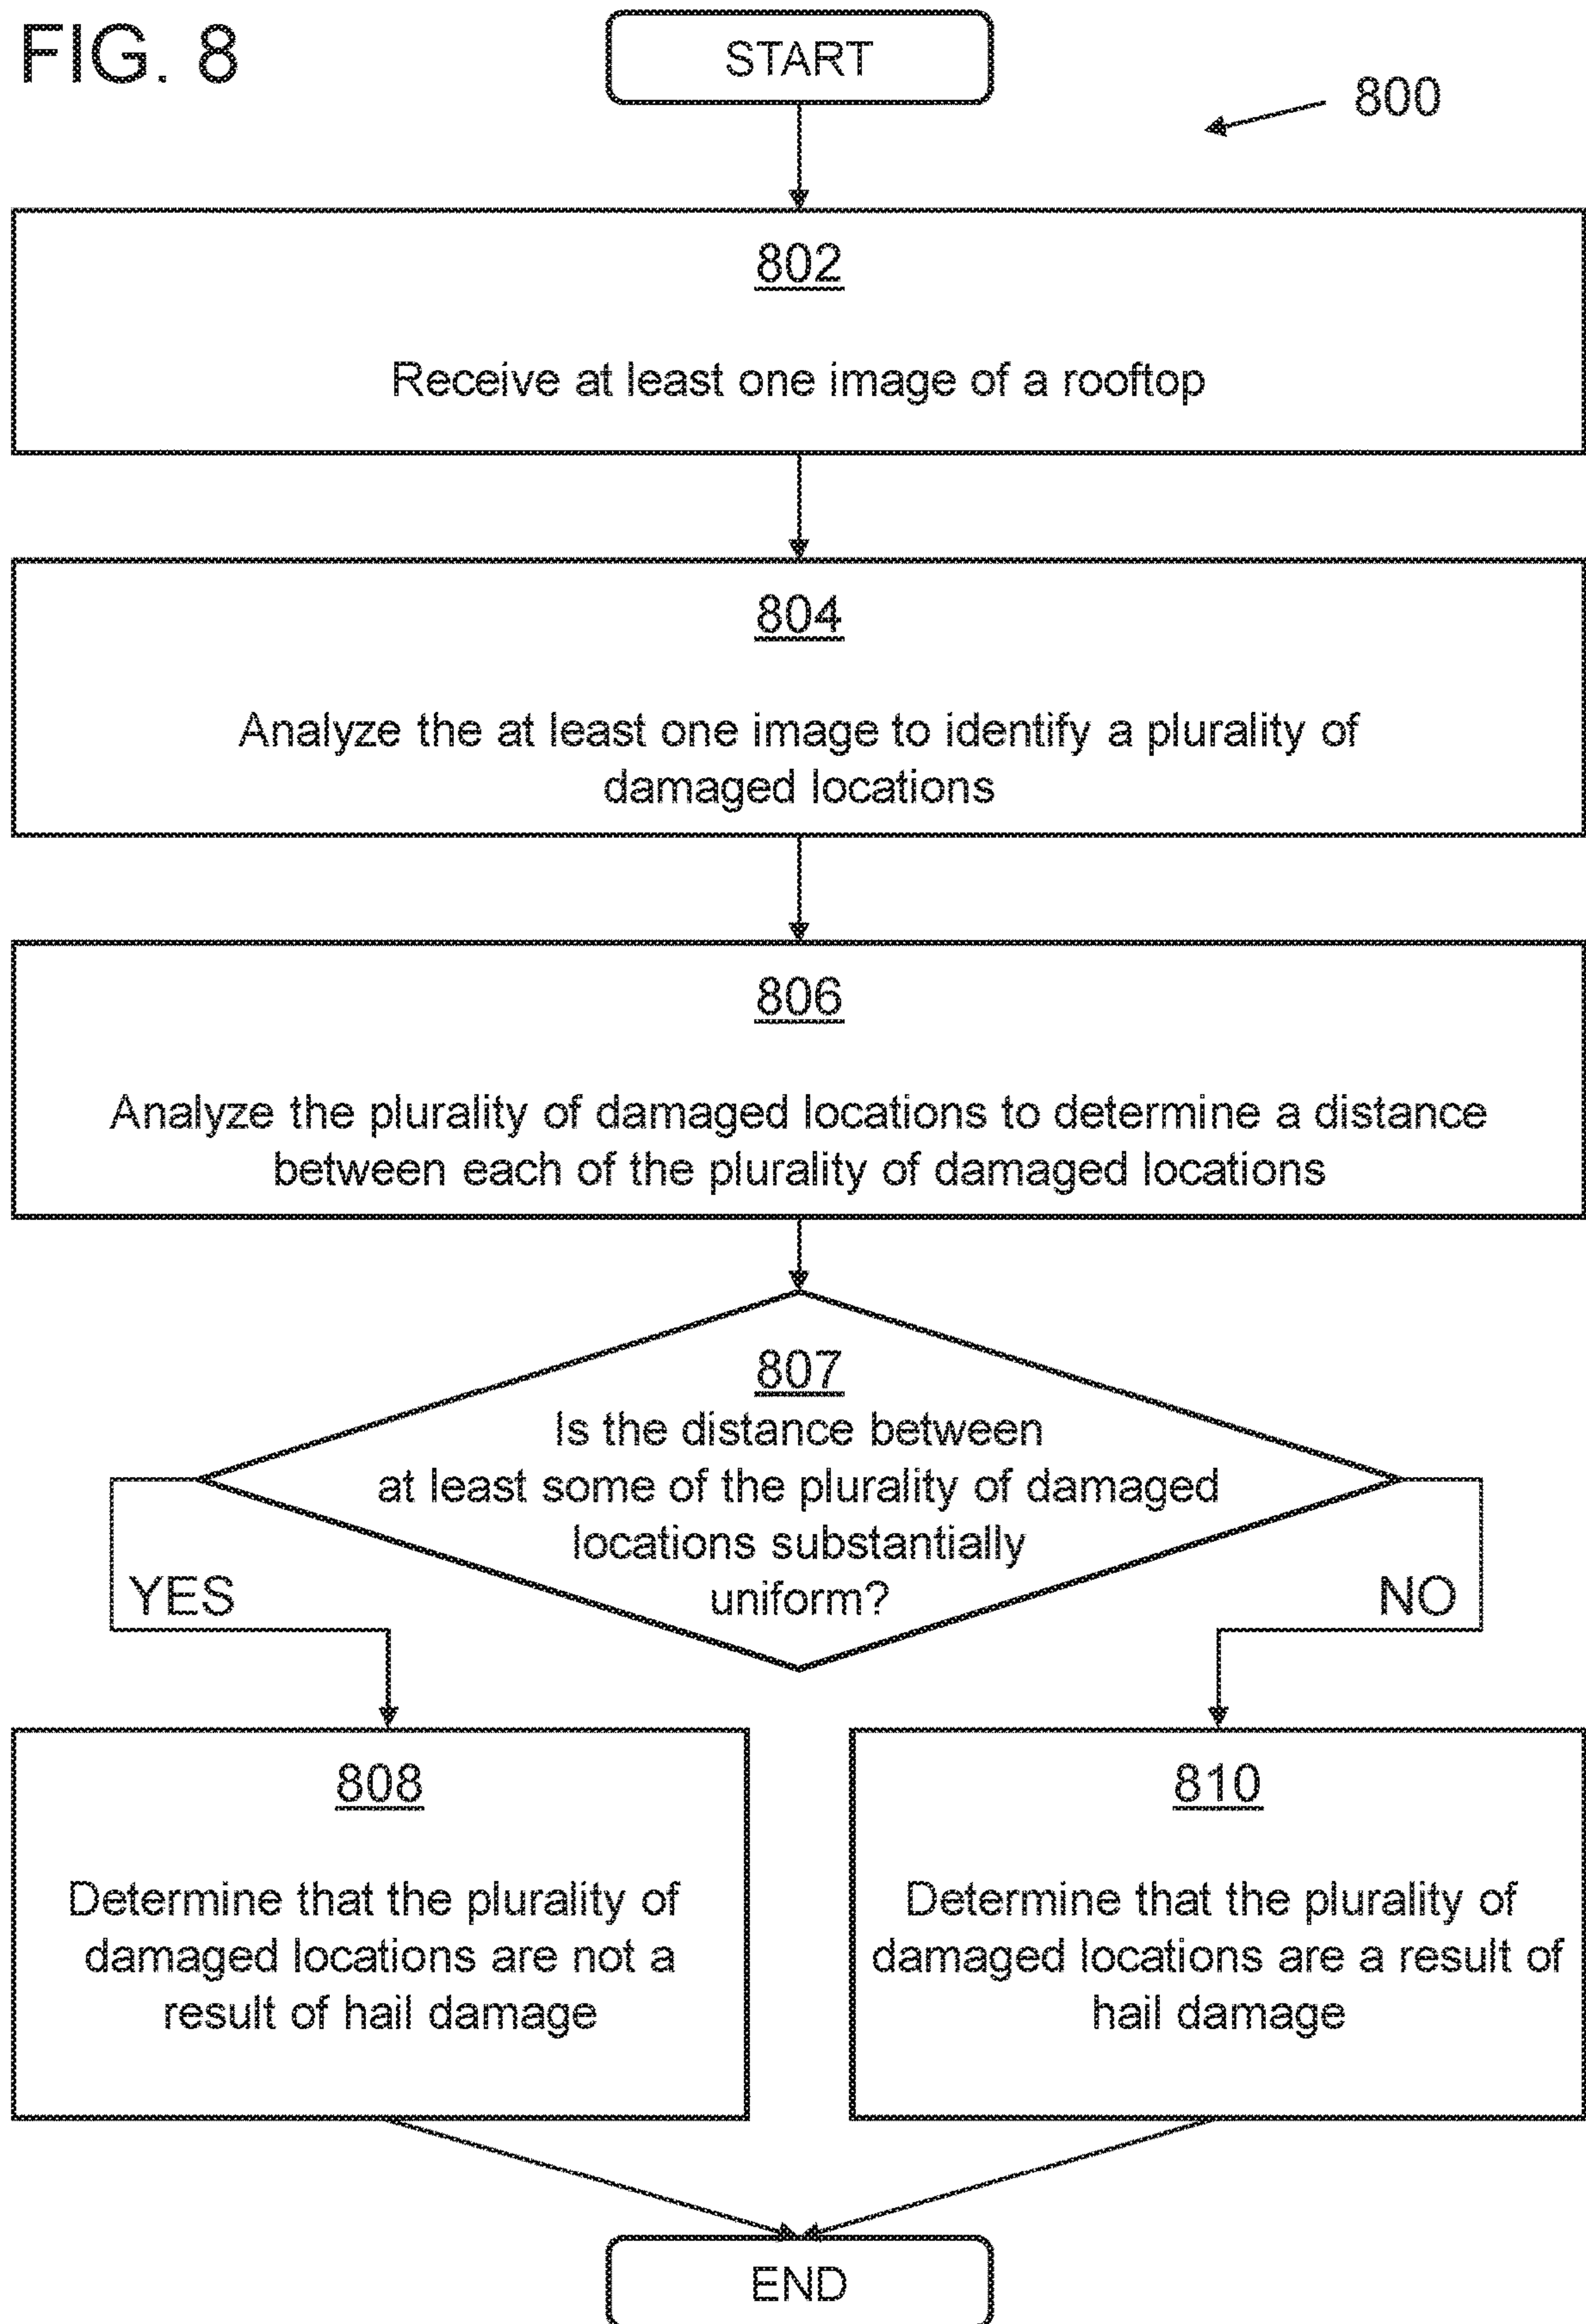 FIG. 8
START
800
802
Receive at least one image of a rooftop
804
Analyze the at least one image to identify a plurality of
damaged locations
806
Analyze the plurality of damaged locations to determine a distance
between each of the plurality of damaged locations
807
Is the distance between
at least some of the plurality of damaged
locations substantially
uniform?
YES
NO
808
Determine that the plurality of
damaged locations are not a
result of hail damage
810
Determine that the plurality of
damaged locations are a result of
hail damage
END